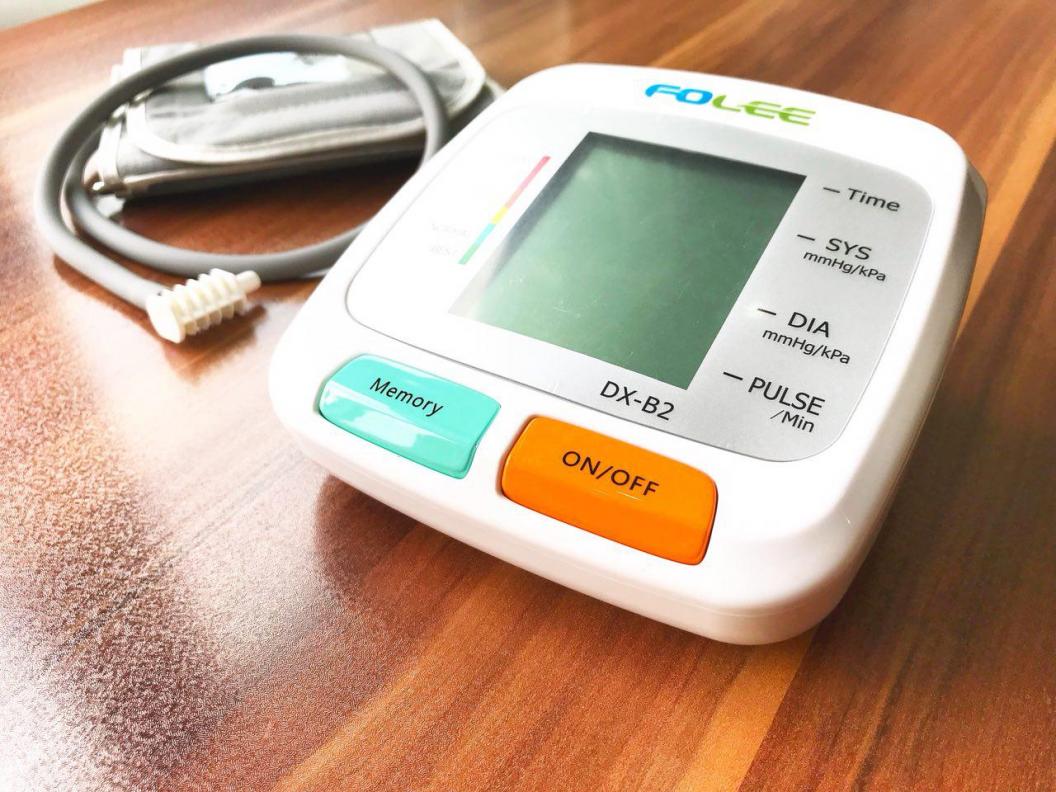 FOLEE
Time
SYS
mmHg/kPa
DIA
mmHg/kPa
PULSE
/Min
DX-B2
Memory
ON/OFF